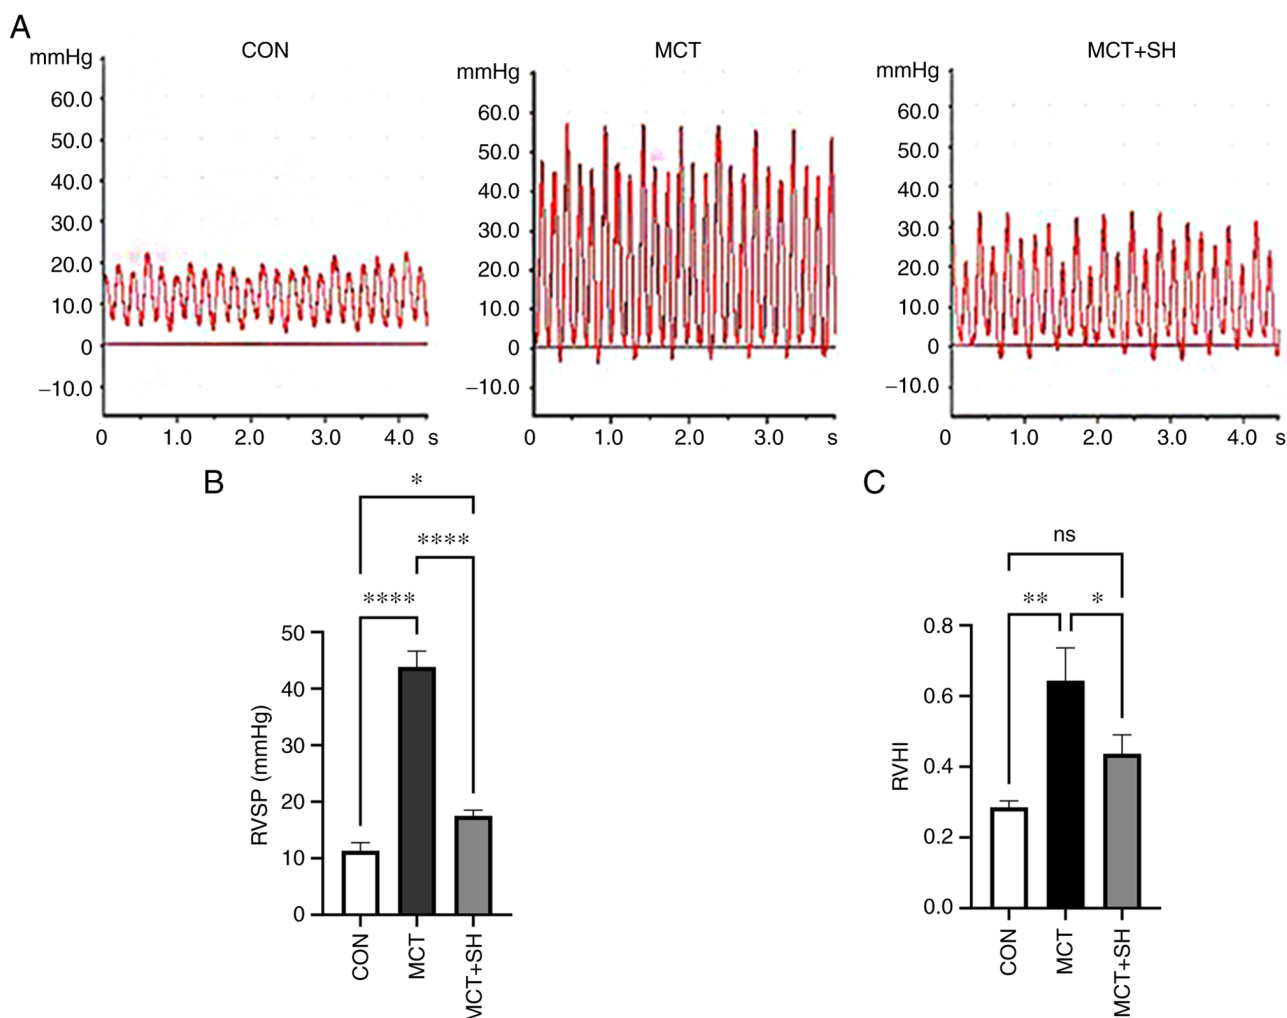 A
CON
MCT
MCT+SH
mmHg
60.0
50.0
40.0
30.0
20.0
10.0
0
−10.0
0 1.0 2.0 3.0 4.0 s
mmHg
60.0
50.0
40.0
30.0
20.0
10.0
0
−10.0
0 1.0 2.0 3.0 s
mmHg
60.0
50.0
40.0
30.0
20.0
10.0
0
−10.0
0 1.0 2.0 3.0 4.0 s
B
*
****
****
RVSP (mmHg)
50
40
30
20
10
0
CON
MCT
MCT+SH
C
ns
** *
RVHI
0.8
0.6
0.4
0.2
0.0
CON
MCT
MCT+SH